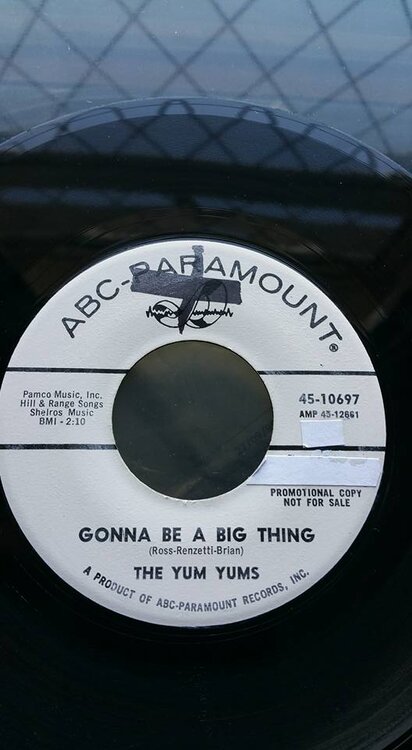 ABC-PARAMOUNT®
Pamco Music, Inc.
Hill & Range Songs
Shelros Music
BMI - 2:10
45-10697
AMP 45-12661
PROMOTIONAL COPY
NOT FOR SALE
GONNA BE A BIG THING
(Ross-Renzetti-Brian)
THE YUM YUMS
A PRODUCT OF ABC-PARAMOUNT RECORDS, INC.